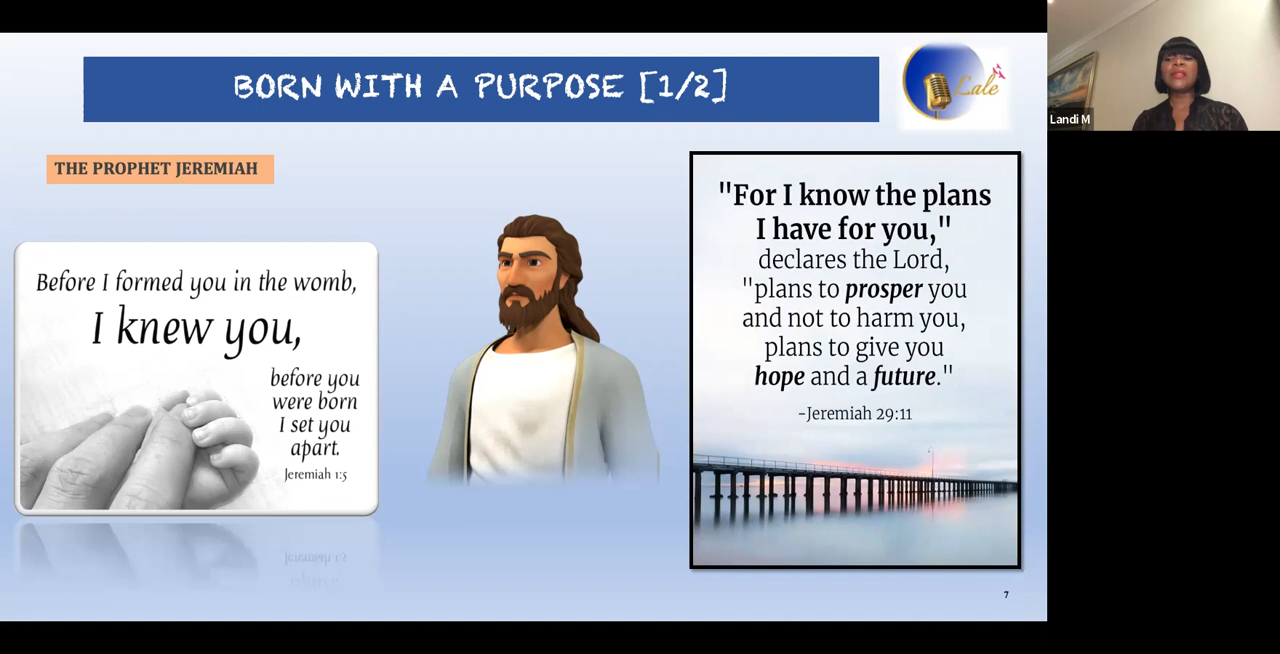 BORN WITH A PURPOSE [1/2]
Lale
Landi M
THE PROPHET JEREMIAH
Before I formed you in the womb,
I knew you,
before you
were born
I set you
apart.
Jeremiah 1:5
"For I know the plans
I have for you,"
declares the Lord,
"plans to prosper you
and not to harm you,
plans to give you
hope and a future."
-Jeremiah 29:11
7